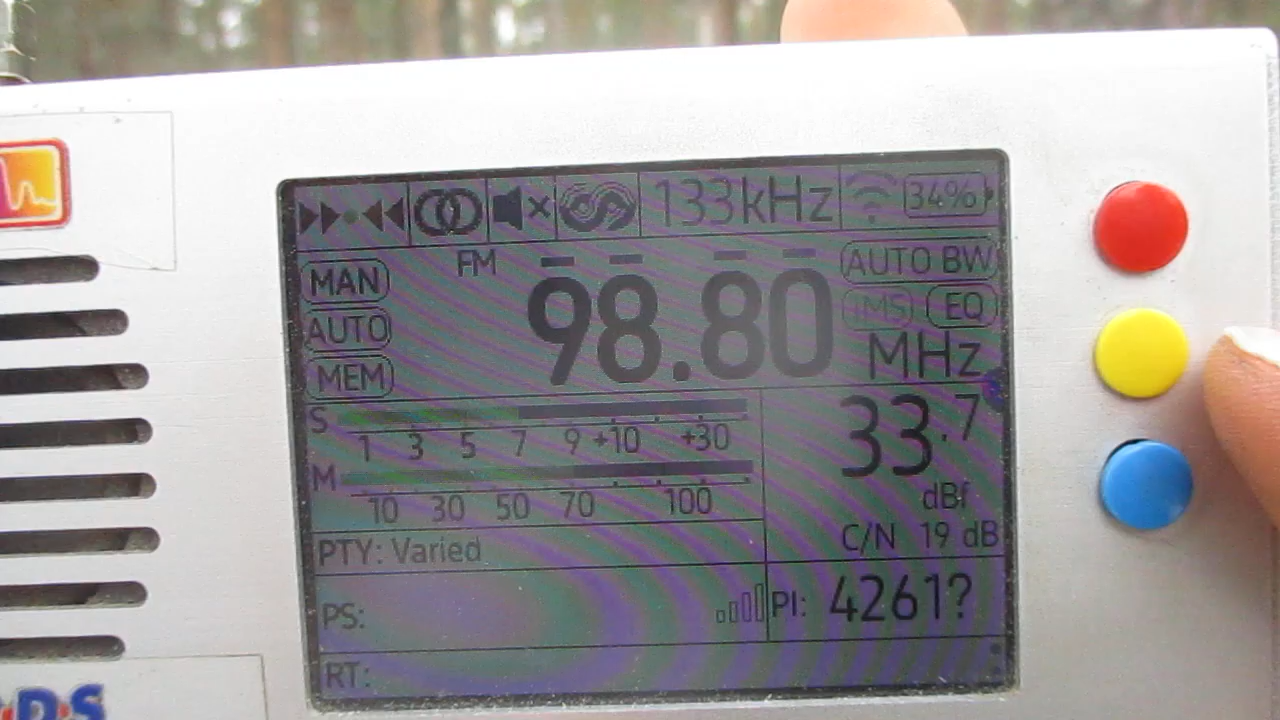 133kHz 34%
FM AUTO BW
MAN 98.80 iMS EQ
AUTO MHz
MEM
S 1 3 5 7 9 +10 +30 33.7
M 10 30 50 70 100 dBf
C/N 19 dB
PTY: Varied
PS: PI: 4261?
RT: